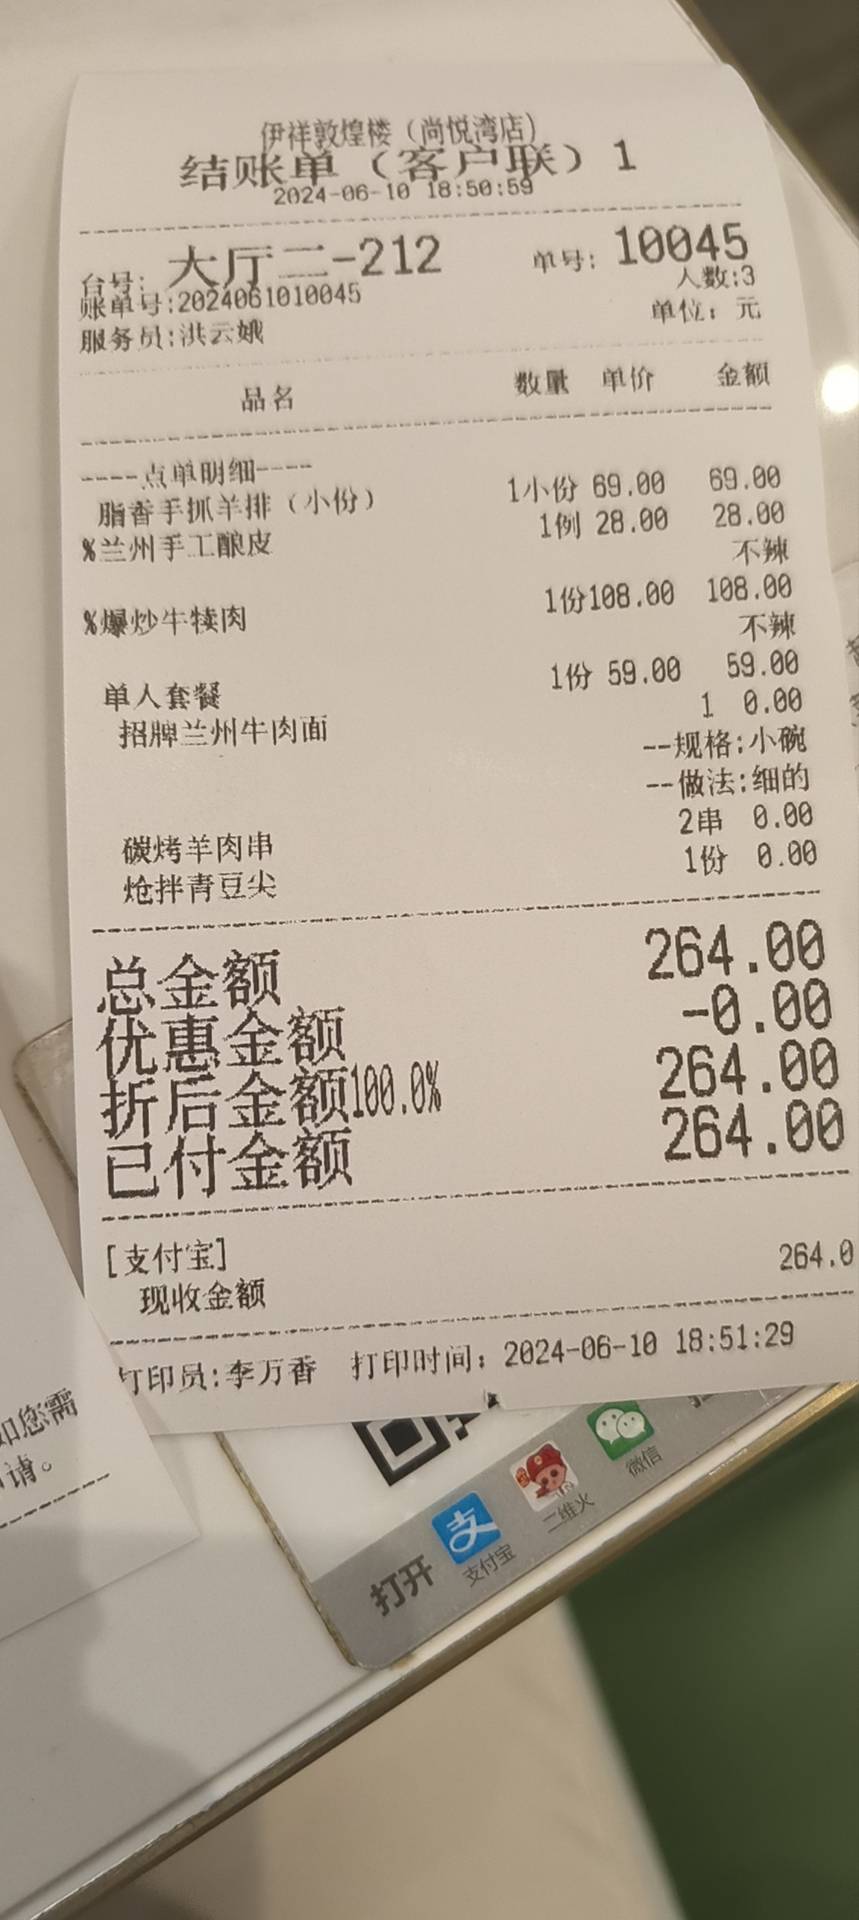 伊祥敦煌楼（尚悦湾店）
结账单（客户联）1
2024-06-10 18:50:59
台号: 大厅二-212 单号: 10045
账单号:2024061010045 人数:3
服务员:洪云娥 单位: 元
品名 数量 单价 金额
----点单明细----
脂香手抓羊排（小份） 1小份 69.00 69.00
%兰州手工酿皮 1例 28.00 28.00
不辣
%爆炒牛犊肉 1份108.00 108.00
不辣
单人套餐 1份 59.00 59.00
招牌兰州牛肉面 1 0.00
--规格:小碗
--做法:细的
碳烤羊肉串 2串 0.00
炝拌青豆尖 1份 0.00
总金额 264.00
优惠金额 -0.00
折后金额100.0% 264.00
已付金额 264.00
[支付宝]
现收金额 264.0
打印员:李万香 打印时间: 2024-06-10 18:51:29
如您需
请。
打开
支
支付宝
二维火
微信